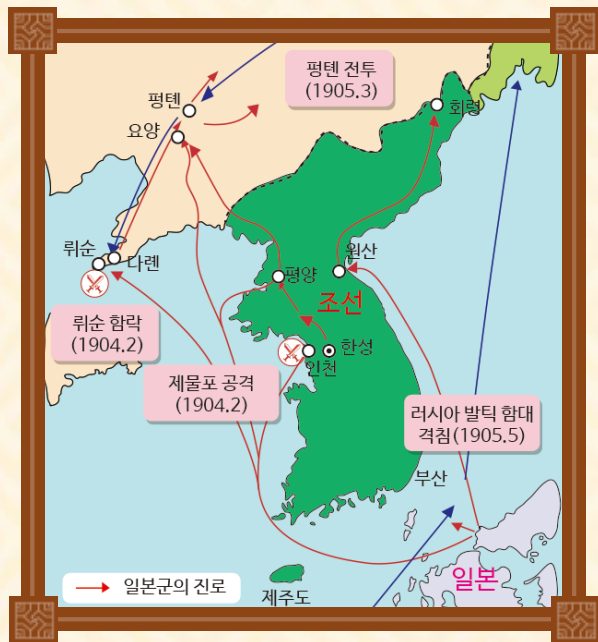 펑톈 전투
(1905.3)
펑톈
회령
요양
뤼순
다롄
원산
평양
조선
뤼순 함락
(1904.2)
한성
인천
제물포 공격
(1904.2)
러시아 발틱 함대
격침(1905.5)
부산
일본
일본군의 진로
제주도